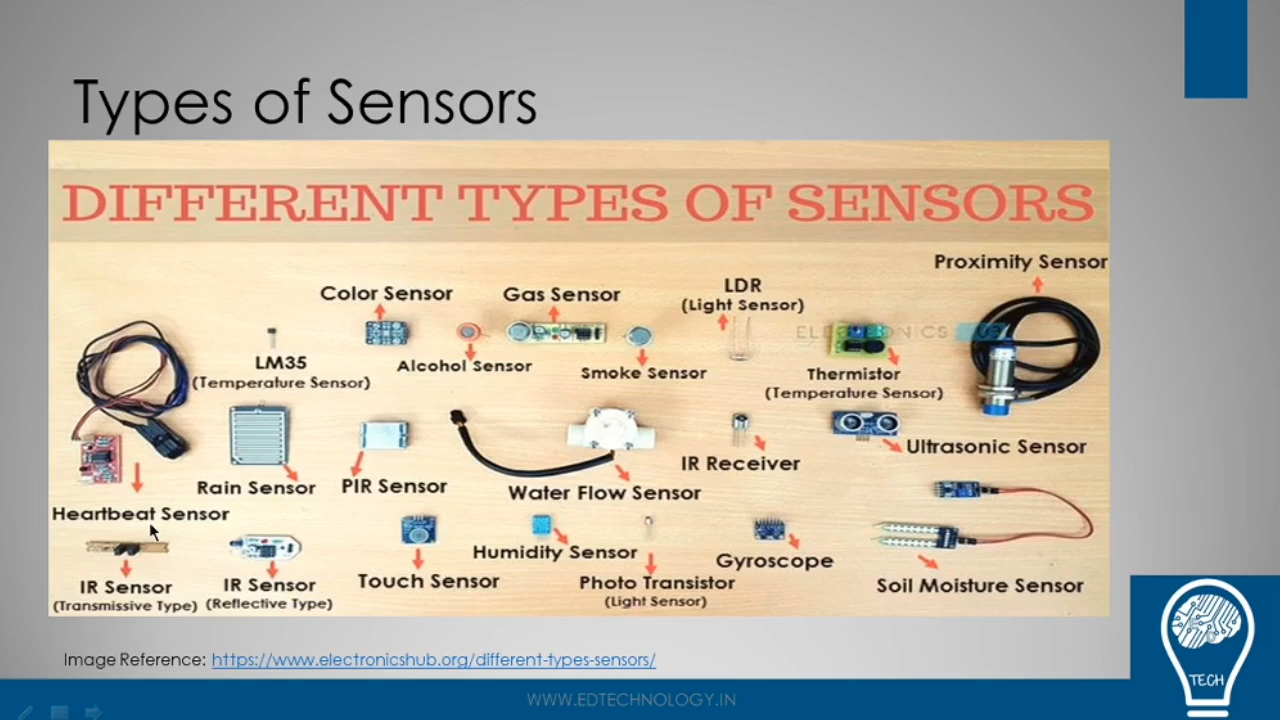 Types of Sensors
DIFFERENT TYPES OF SENSORS
Proximity Sensor
Color Sensor
Gas Sensor
LDR
(Light Sensor)
LM35
(Temperature Sensor)
Alcohol Sensor
Smoke Sensor
Thermistor
(Temperature Sensor)
Rain Sensor
PIR Sensor
Water Flow Sensor
IR Receiver
Ultrasonic Sensor
Heartbeat Sensor
IR Sensor
(Transmissive Type)
IR Sensor
(Reflective Type)
Touch Sensor
Humidity Sensor
Photo Transistor
(Light Sensor)
Gyroscope
Soil Moisture Sensor
Image Reference: https://www.electronicshub.org/different-types-sensors/
WWW.EDTECHNOLOGY.IN
TECH